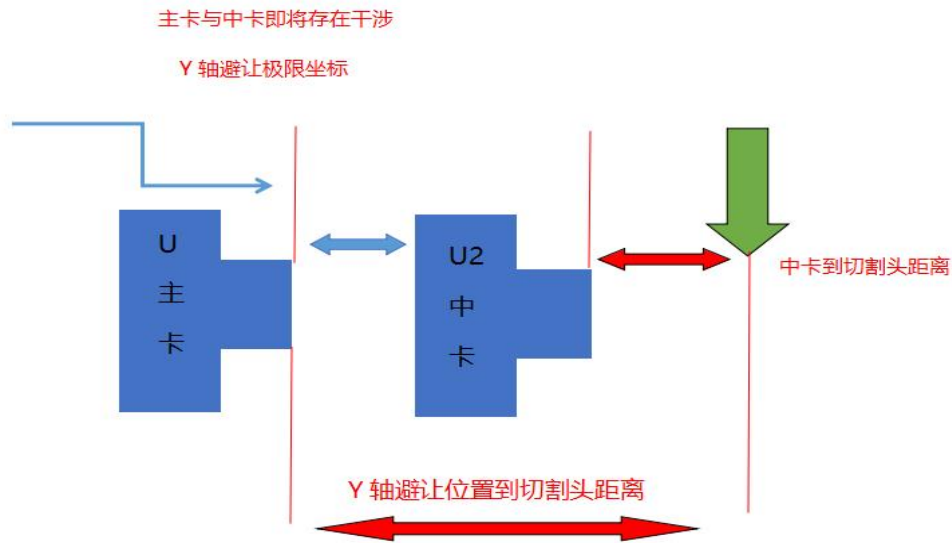 主卡与中卡即将存在干涉
Y 轴避让极限坐标
U
主
卡
U2
中
卡
中卡到切割头距离
Y 轴避让位置到切割头距离